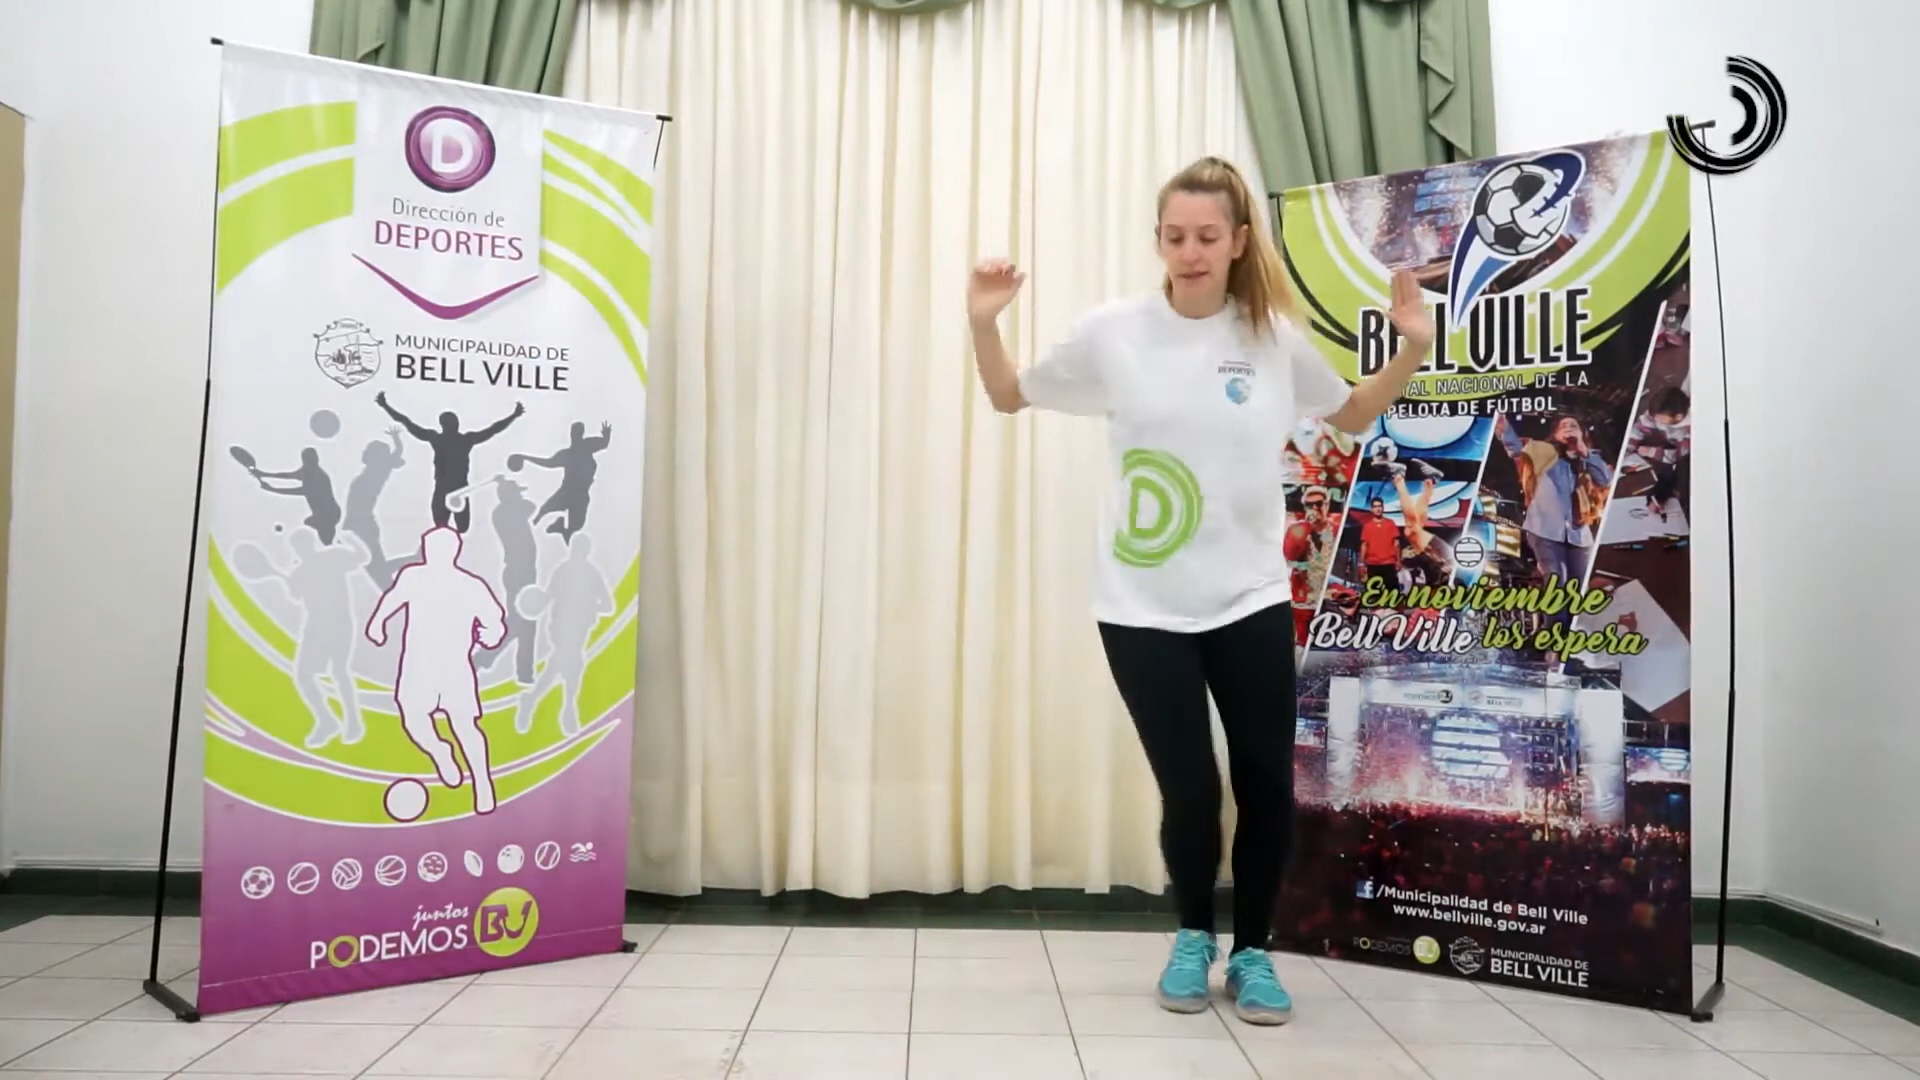 D
Dirección de
DEPORTES
MUNICIPALIDAD DE
BELL VILLE
juntos
PODEMOS BV
DEPORTES
D
BELL VILLE
TAL NACIONAL DE LA
PELOTA DE FÚTBOL
En noviembre
Bell Ville los espera
/Municipalidad de Bell Ville
www.bellville.gov.ar
PODEMOS BV
MUNICIPALIDAD DE
BELL VILLE